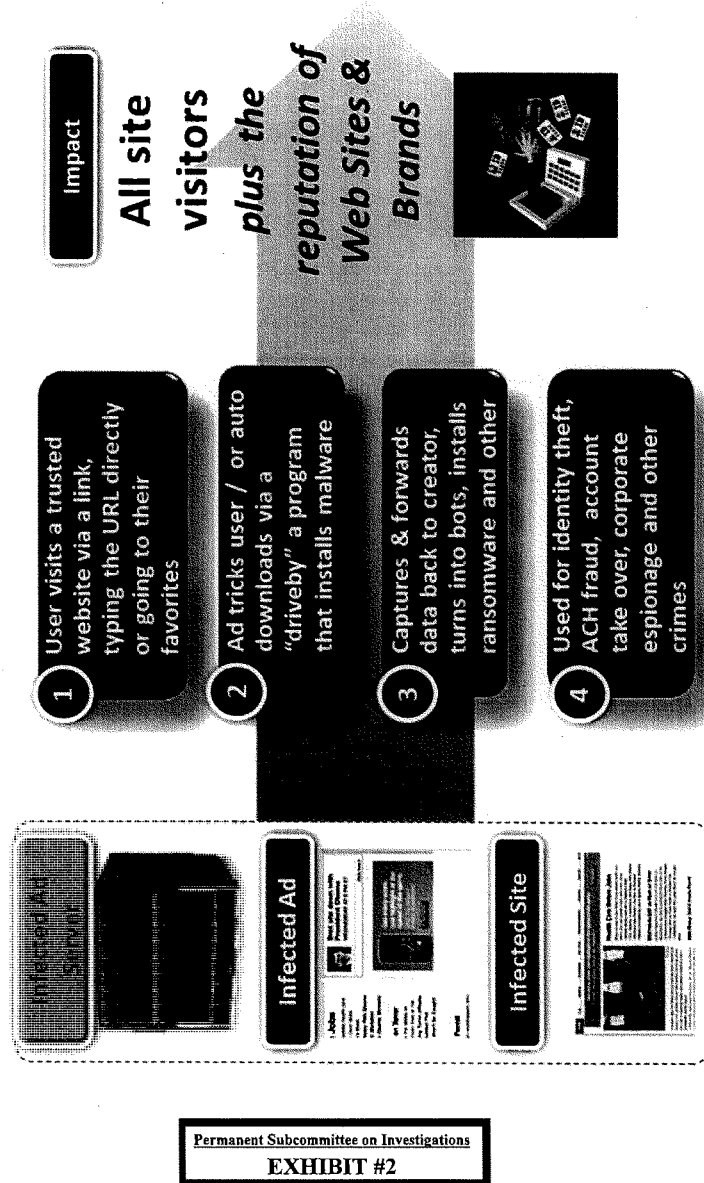 Infected Ad
Server
Infected Ad
Infected Site
1
User visits a trusted
website via a link,
typing the URL directly
or going to their
favorites
2
Ad tricks user / or auto
downloads via a
"driveby" a program
that installs malware
3
Captures & forwards
data back to creator,
turns into bots, installs
ransomware and other
4
Used for identity theft,
ACH fraud, account
take over, corporate
espionage and other
crimes
Impact
All site
visitors
plus the
reputation of
Web Sites &
Brands
Permanent Subcommittee on Investigations
EXHIBIT #2